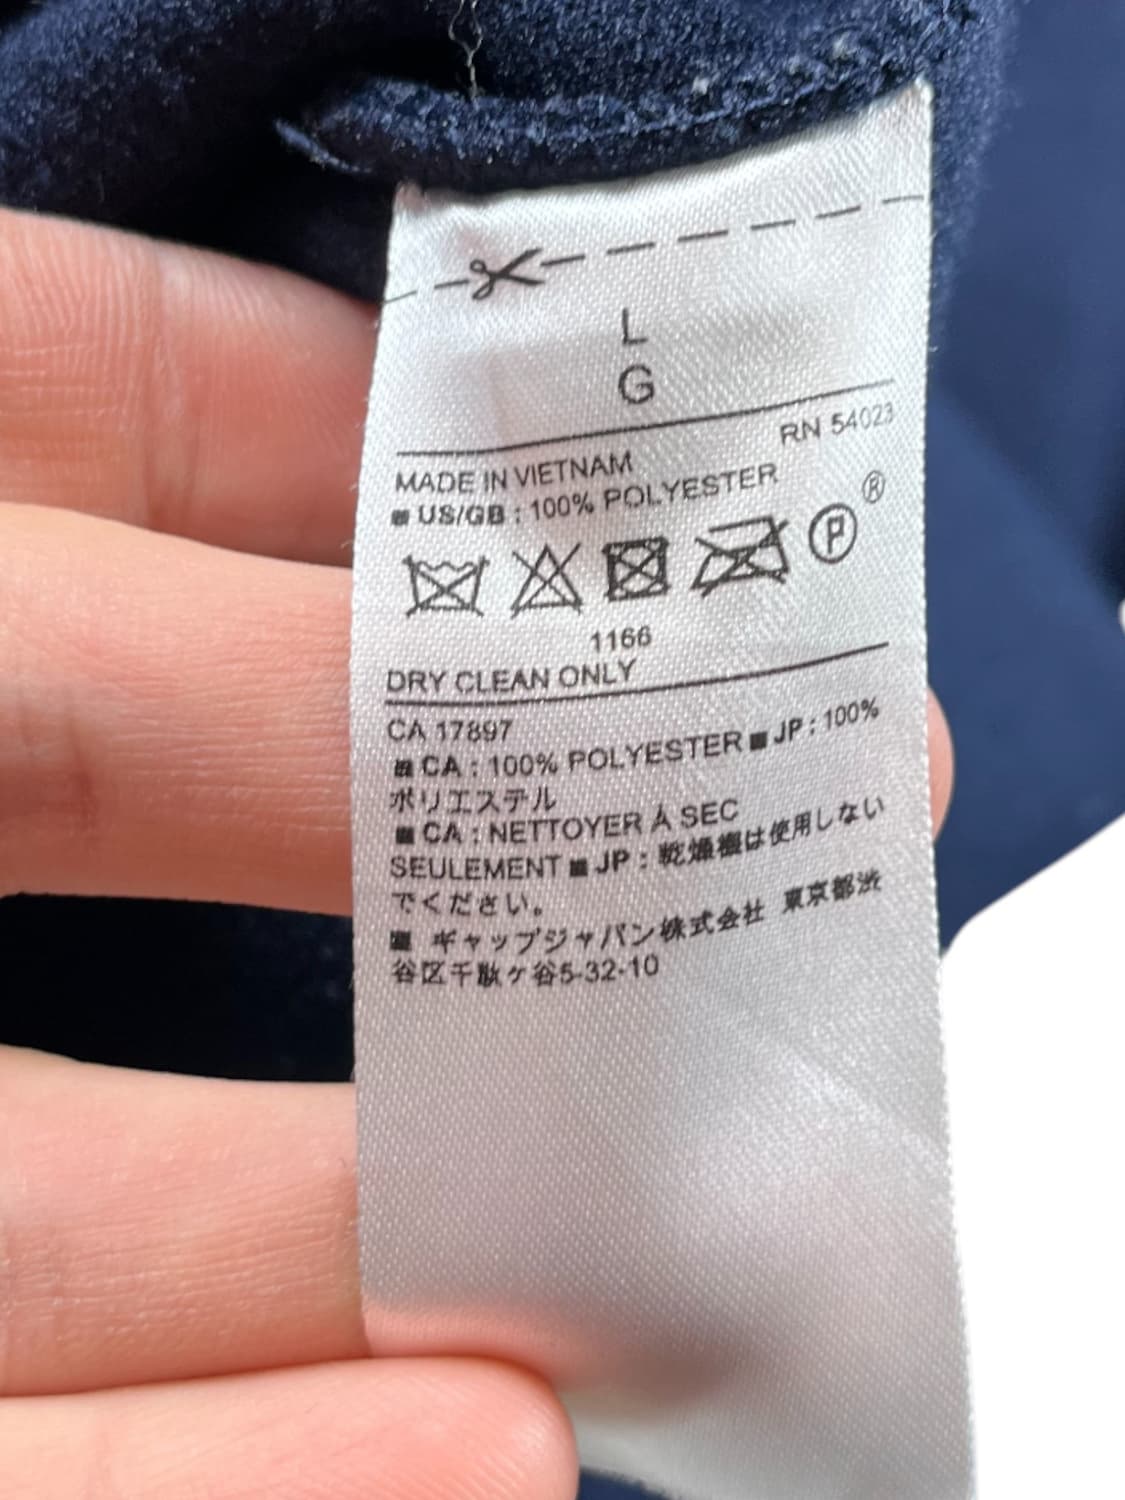 L
G
RN 54023
MADE IN VIETNAM
■ US/GB : 100% POLYESTER
P ®
1166
DRY CLEAN ONLY
CA 17897
■ CA : 100% POLYESTER ■ JP : 100%
ポリエステル
■ CA : NETTOYER À SEC
SEULEMENT ■ JP : 乾燥機は使用しない
でください。
■ ギャップジャパン株式会社 東京都渋
谷区千駄ケ谷5-32-10